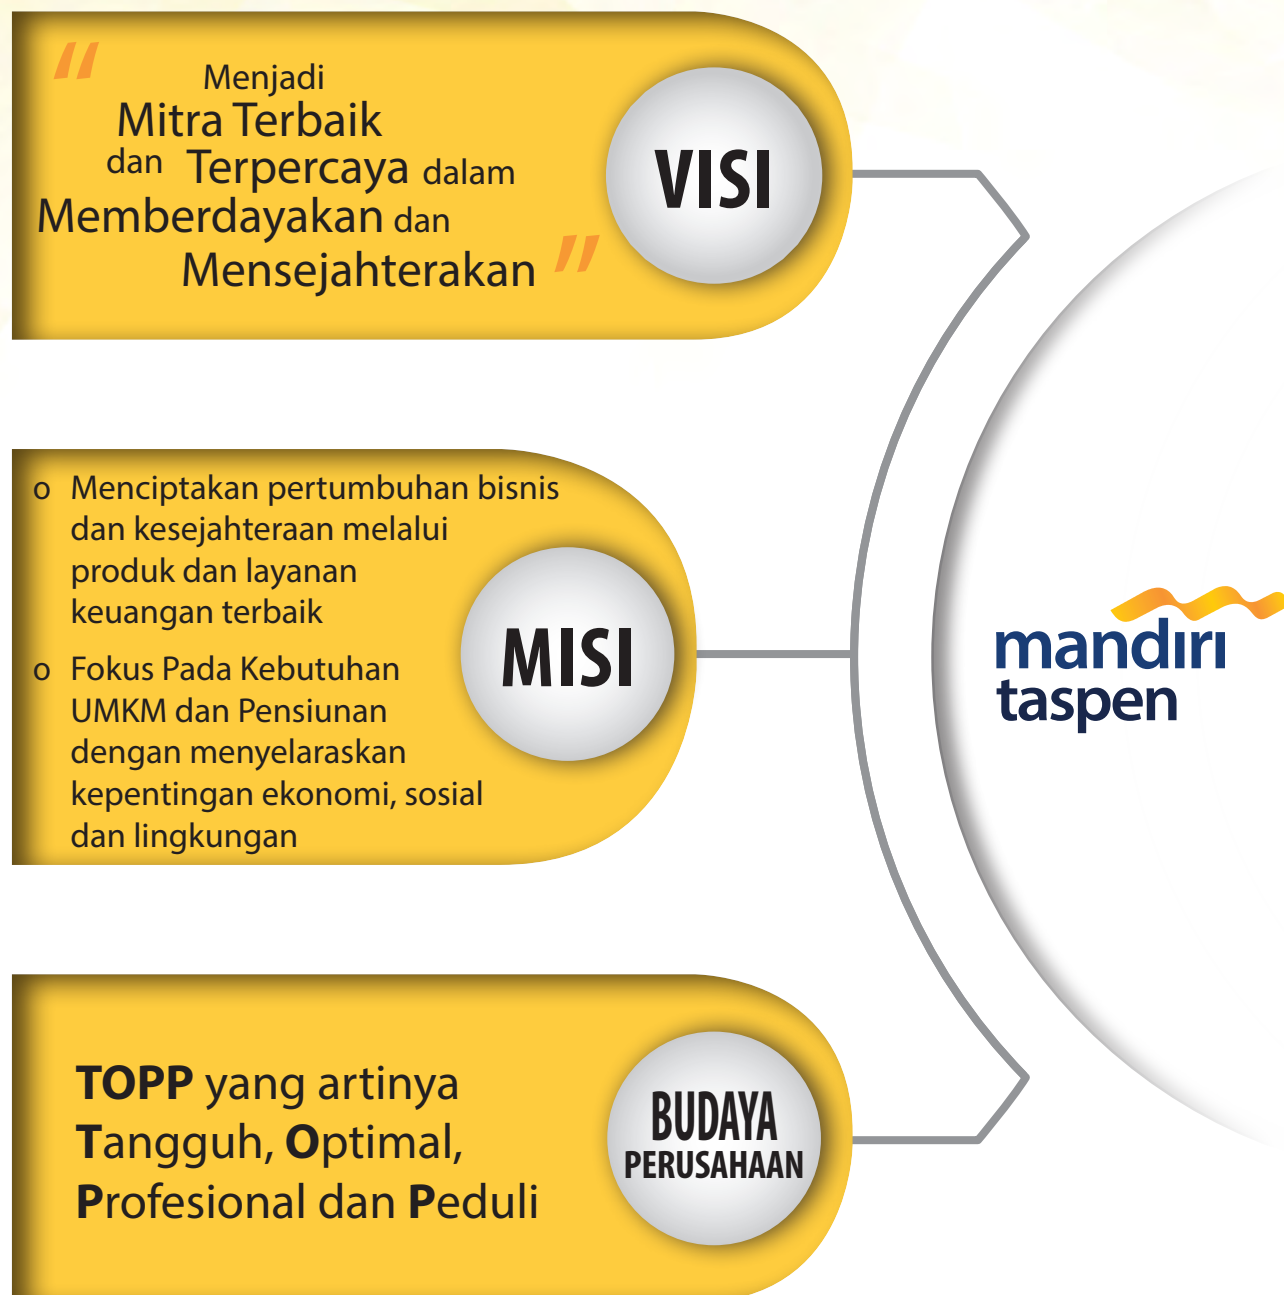 “
Menjadi
Mitra Terbaik
dan Terpercaya dalam
Memberdayakan dan
Mensejahterakan ”
VISI
o Menciptakan pertumbuhan bisnis
dan kesejahteraan melalui
produk dan layanan
keuangan terbaik
o Fokus Pada Kebutuhan
UMKM dan Pensiunan
dengan menyelaraskan
kepentingan ekonomi, sosial
dan lingkungan
MISI
mandırı
taspen
TOPP yang artinya
Tangguh, Optimal,
Profesional dan Peduli
BUDAYA
PERUSAHAAN